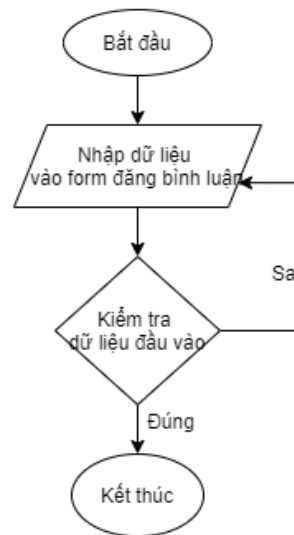 Bắt đầu
Nhập dữ liệu
vào form đăng bình luận
Kiểm tra
dữ liệu đầu vào
Đúng
Kết thúc